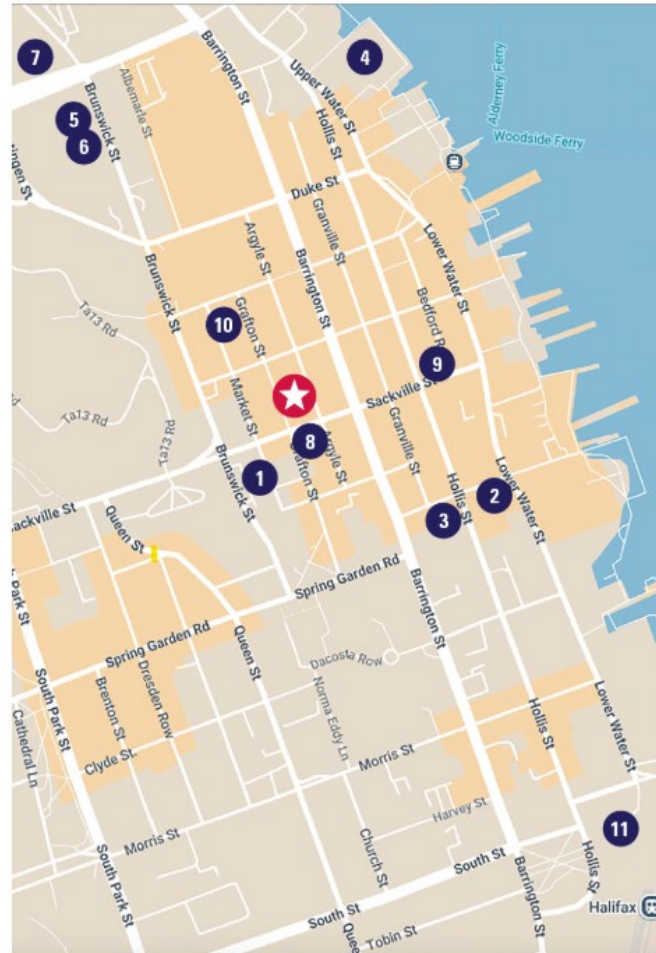 7
4
Barrington St
Upper Water St
Alderney Ferry
Woodside Ferry
Albemarle St
Brunswick St
5
6
Hollis St
Duke St
Granville St
Argyle St
Lower Water St
Brunswick St
Barrington St
Ta13 Rd
10
Grafton St
9
Sackville St
Market St
Ta13 Rd
Ta13 Rd
Granville St
8
Argyle St
1
Grafton St
Brunswick St
Hollis St
2
Lower Water St
3
Sackville St
Queen St
Spring Garden Rd
Barrington St
Spring Garden Rd
Queen St
Dacosta Row
South Park St
Brenton St
Dresden Row
Norma Eddy Ln
Cathedral Ln
Clyde St.
Hollis St
Lower Water St
Morris St
Harvey St
11
Morris St
Church St
South St
South Park St
Barrington St
Hollis St
Halifax
South St
Tobin St